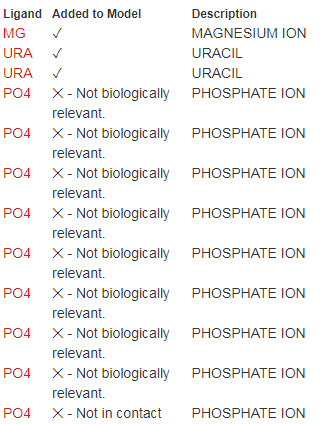 Ligand Added to Model Description
MG ✓ MAGNESIUM ION
URA ✓ URACIL
URA ✓ URACIL
PO4 ✕ - Not biologically PHOSPHATE ION
relevant.
PO4 ✕ - Not biologically PHOSPHATE ION
relevant.
PO4 ✕ - Not biologically PHOSPHATE ION
relevant.
PO4 ✕ - Not biologically PHOSPHATE ION
relevant.
PO4 ✕ - Not biologically PHOSPHATE ION
relevant.
PO4 ✕ - Not biologically PHOSPHATE ION
relevant.
PO4 ✕ - Not biologically PHOSPHATE ION
relevant.
PO4 ✕ - Not biologically PHOSPHATE ION
relevant.
PO4 ✕ - Not in contact PHOSPHATE ION